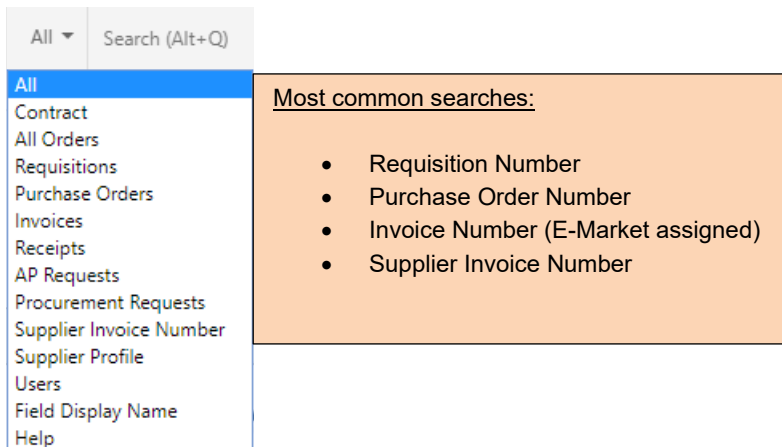 All Search (Alt+Q)
All
Contract
All Orders
Requisitions
Purchase Orders
Invoices
Receipts
AP Requests
Procurement Requests
Supplier Invoice Number
Supplier Profile
Users
Field Display Name
Help
Most common searches:
• Requisition Number
• Purchase Order Number
• Invoice Number (E-Market assigned)
• Supplier Invoice Number